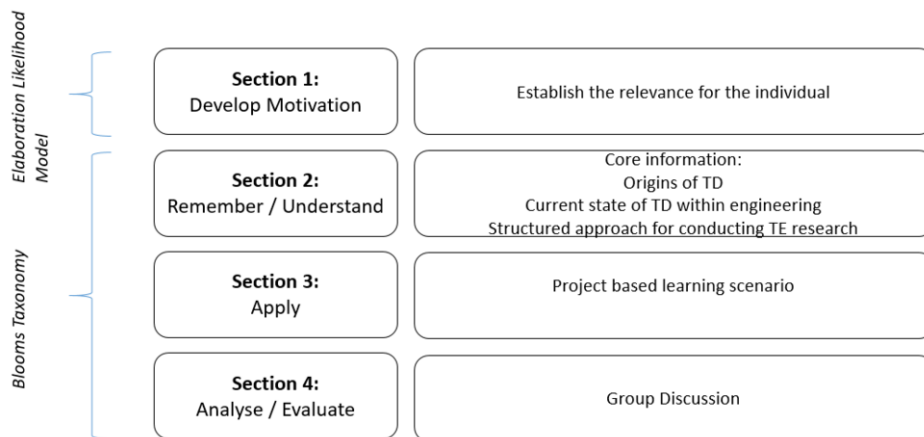 Elaboration Likelihood
Model
Section 1:
Develop Motivation
Establish the relevance for the individual
Blooms Taxonomy
Section 2:
Remember / Understand
Core information:
Origins of TD
Current state of TD within engineering
Structured approach for conducting TE research
Section 3:
Apply
Project based learning scenario
Section 4:
Analyse / Evaluate
Group Discussion